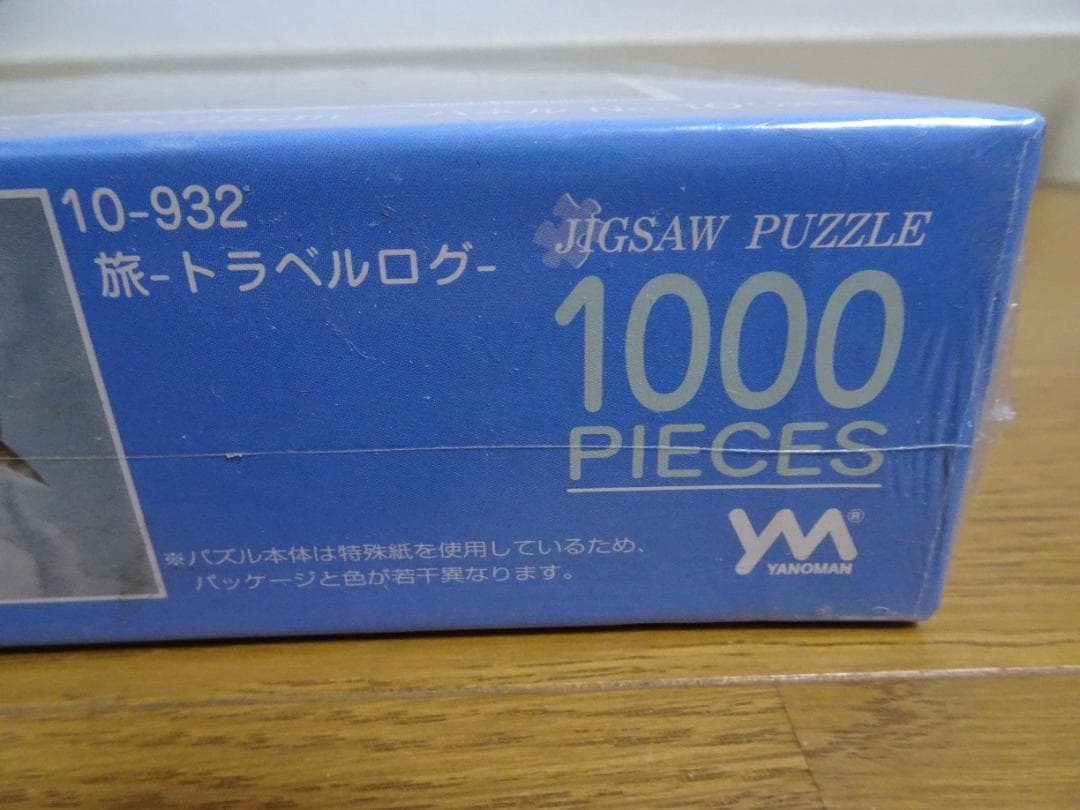 10-932
旅-トラベルログ-
JIGSAW PUZZLE
1000
PIECES
YM®
YANOMAN
※パズル本体は特殊紙を使用しているため、
パッケージと色が若干異なります。